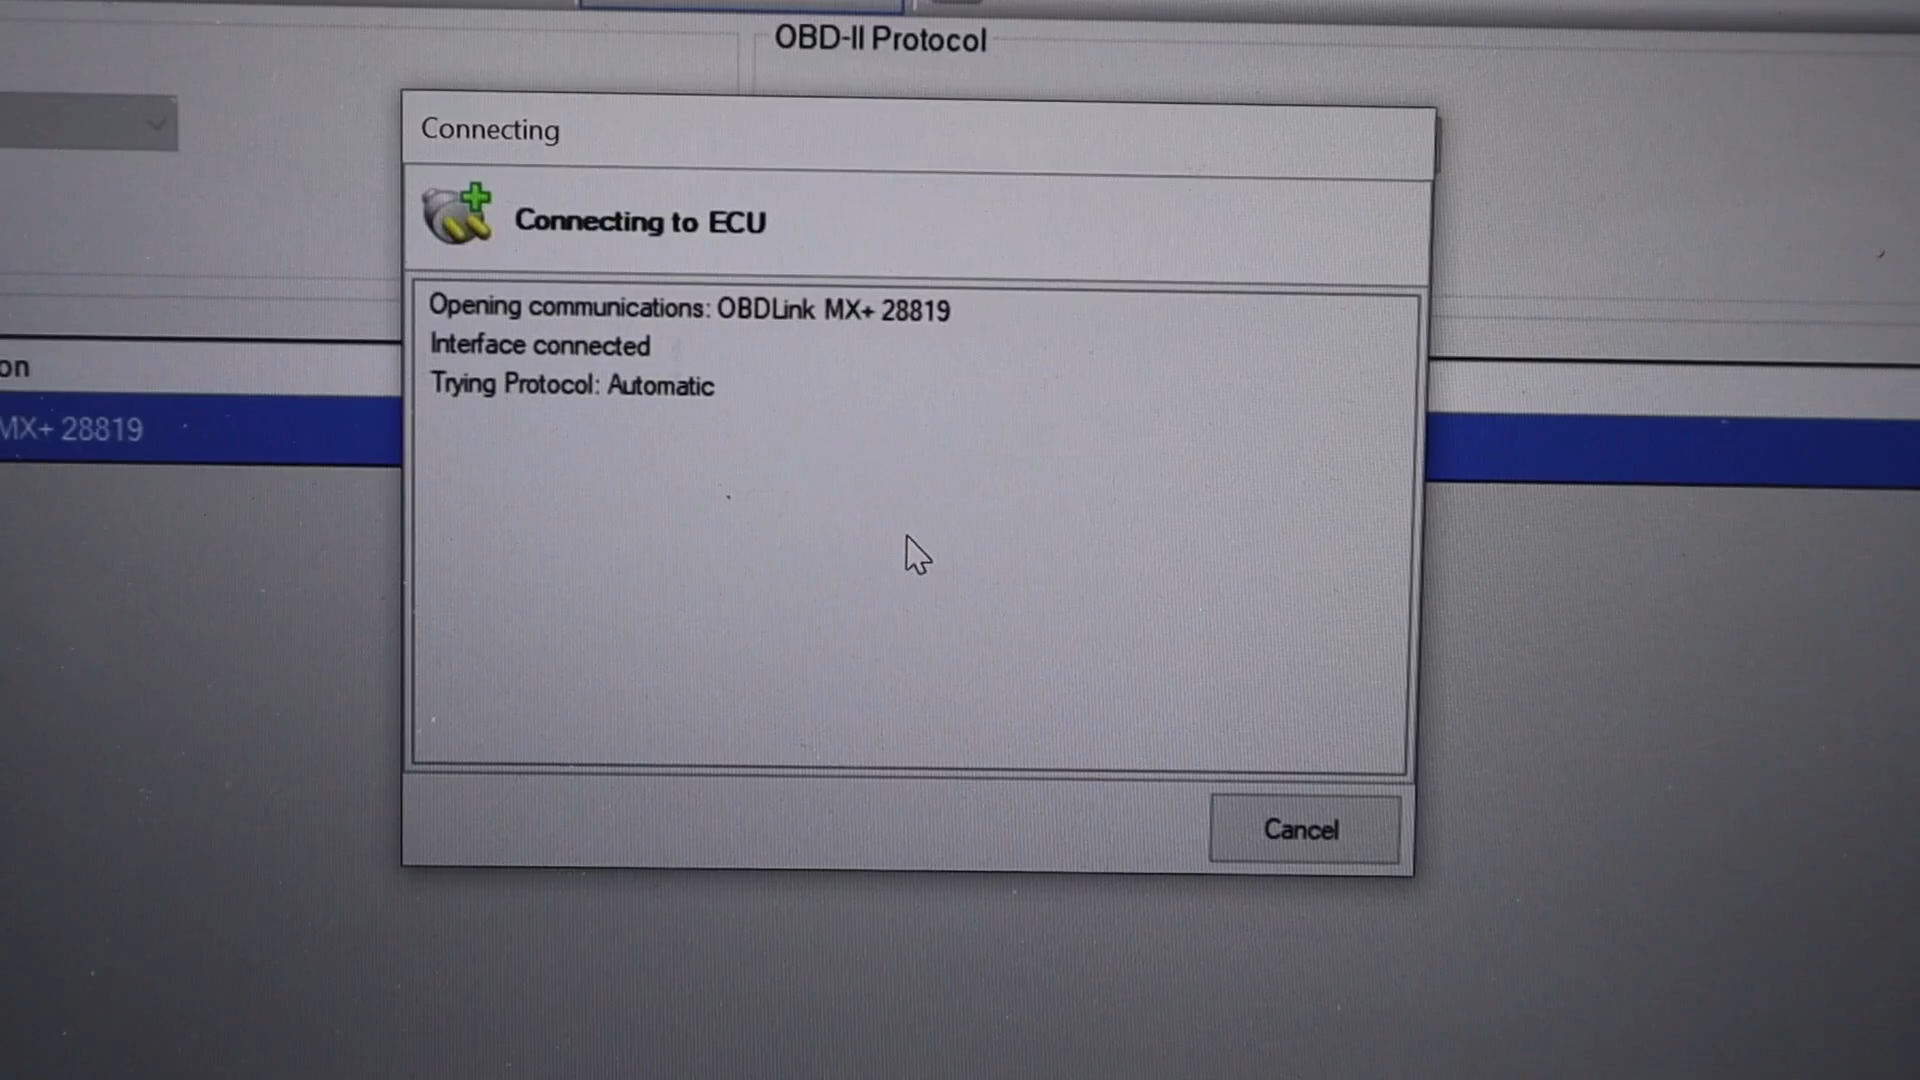 OBD-II Protocol
Connecting
Connecting to ECU
Opening communications: OBDLink MX+ 28819
Interface connected
Trying Protocol: Automatic
on
MX+ 28819
Cancel